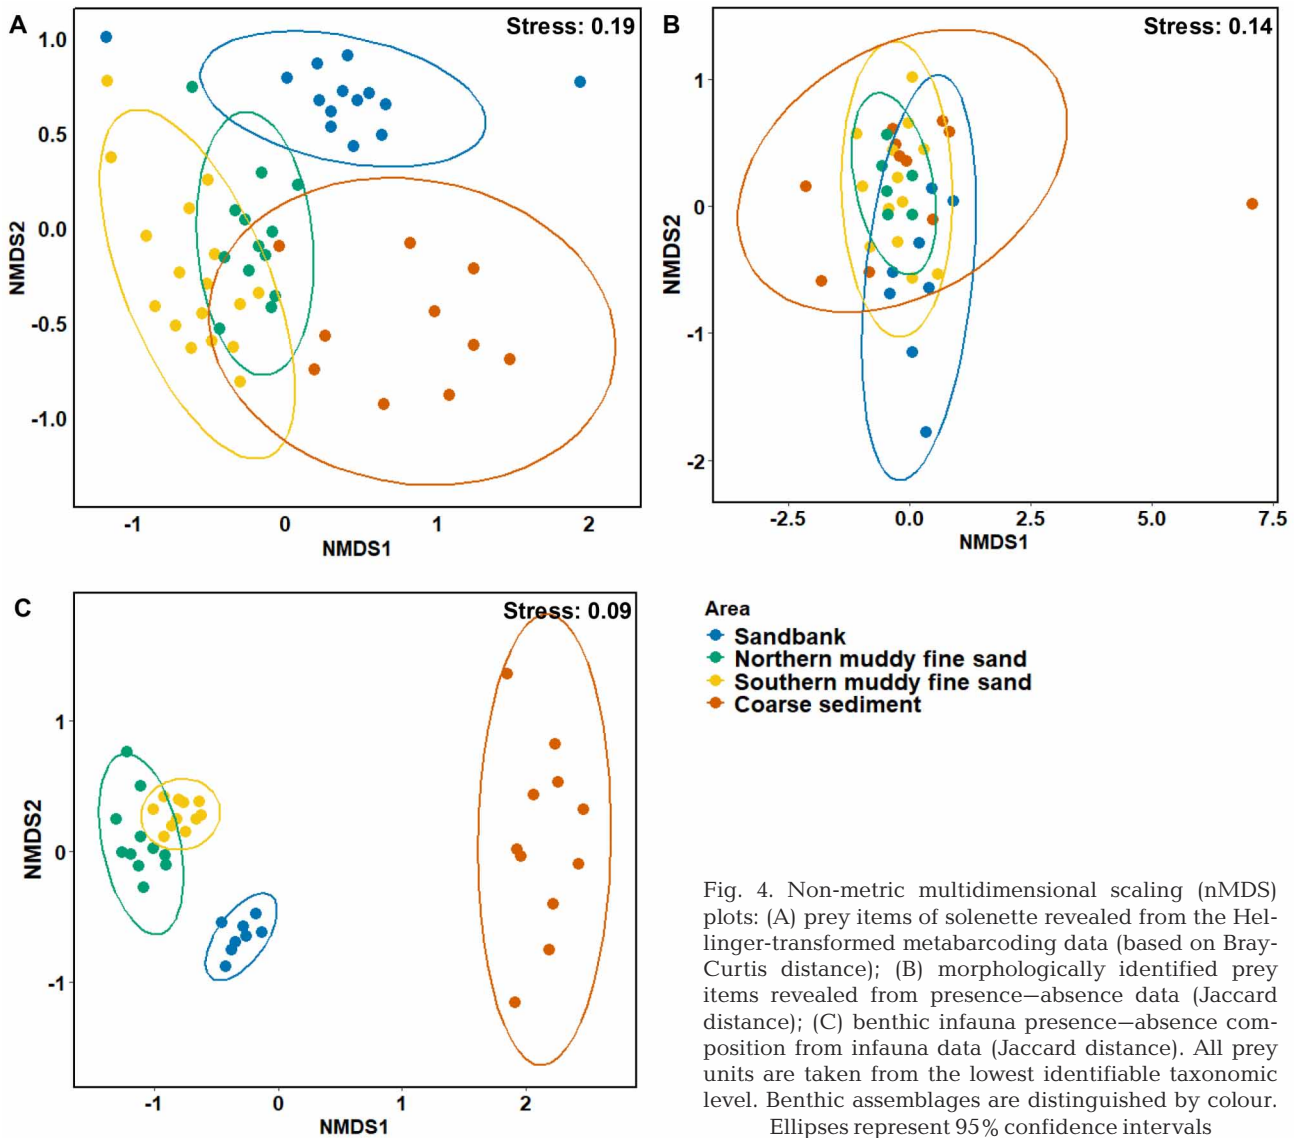 A
Stress: 0.19
1.0
0.5
0.0
-0.5
-1.0
NMDS2
-1
0
1
2
NMDS1
B
Stress: 0.14
1
0
-1
-2
NMDS2
-2.5
0.0
2.5
5.0
7.5
NMDS1
C
Stress: 0.09
1
0
-1
NMDS2
-1
0
1
2
NMDS1
Area
Sandbank
Northern muddy fine sand
Southern muddy fine sand
Coarse sediment
Fig. 4. Non-metric multidimensional scaling (nMDS)
plots: (A) prey items of solenette revealed from the Hel-
linger-transformed metabarcoding data (based on Bray-
Curtis distance); (B) morphologically identified prey
items revealed from presence–absence data (Jaccard
distance); (C) benthic infauna presence–absence com-
position from infauna data (Jaccard distance). All prey
units are taken from the lowest identifiable taxonomic
level. Benthic assemblages are distinguished by colour.
Ellipses represent 95% confidence intervals